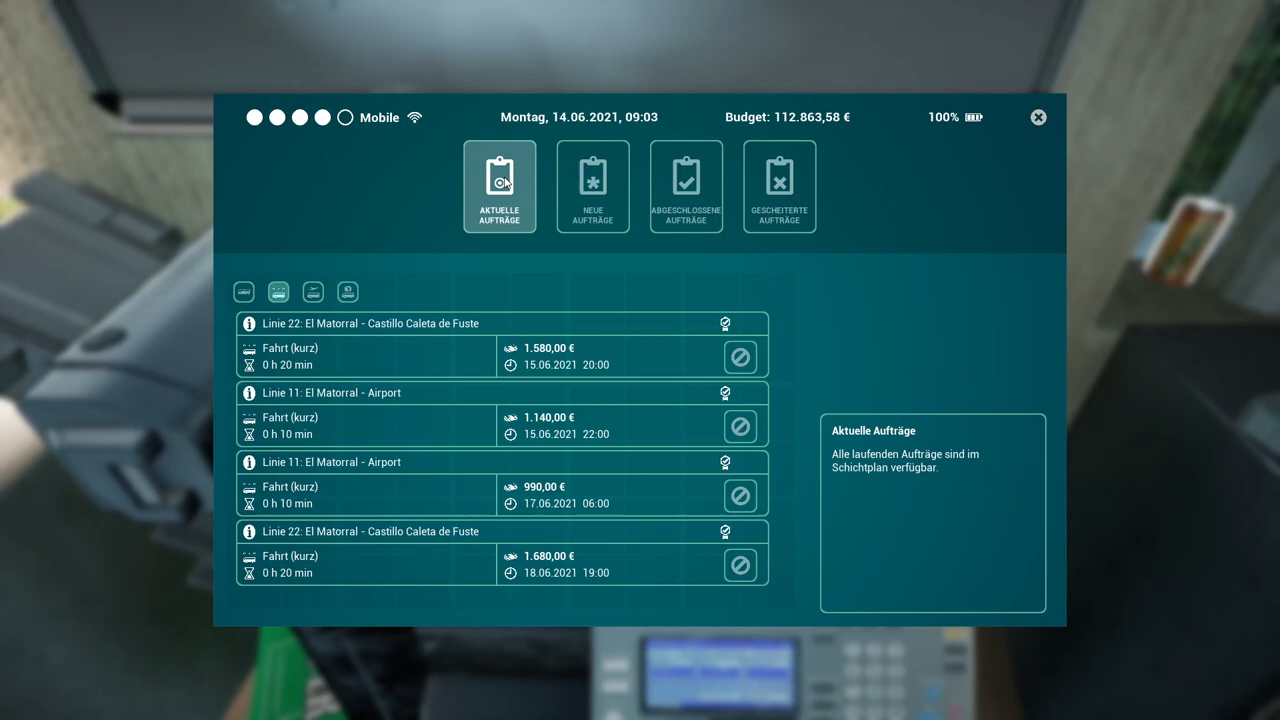 Mobile
Montag, 14.06.2021, 09:03
Budget: 112.863,58 €
100%
AKTUELLE
AUFTRÄGE
NEUE
AUFTRÄGE
ABGESCHLOSSENE
AUFTRÄGE
GESCHEITERTE
AUFTRÄGE
Linie 22: El Matorral - Castillo Caleta de Fuste
Fahrt (kurz)
0 h 20 min
1.580,00 €
15.06.2021 20:00
Linie 11: El Matorral - Airport
Fahrt (kurz)
0 h 10 min
1.140,00 €
15.06.2021 22:00
Linie 11: El Matorral - Airport
Fahrt (kurz)
0 h 10 min
990,00 €
17.06.2021 06:00
Linie 22: El Matorral - Castillo Caleta de Fuste
Fahrt (kurz)
0 h 20 min
1.680,00 €
18.06.2021 19:00
Aktuelle Aufträge
Alle laufenden Aufträge sind im
Schichtplan verfügbar.